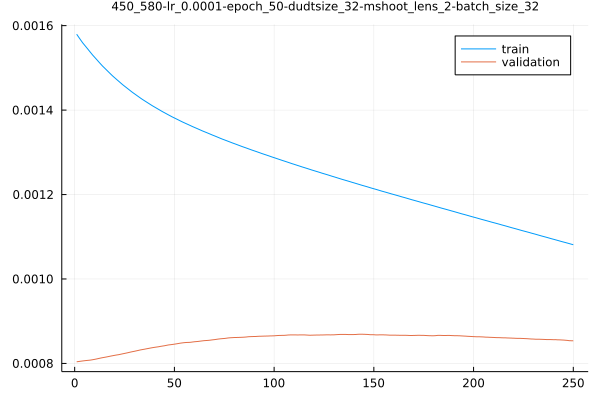 450_580-lr_0.0001-epoch_50-dudtsize_32-mshoot_lens_2-batch_size_32
0.0016
train
validation
0.0014
0.0012
0.0010
0.0008
0 50 100 150 200 250